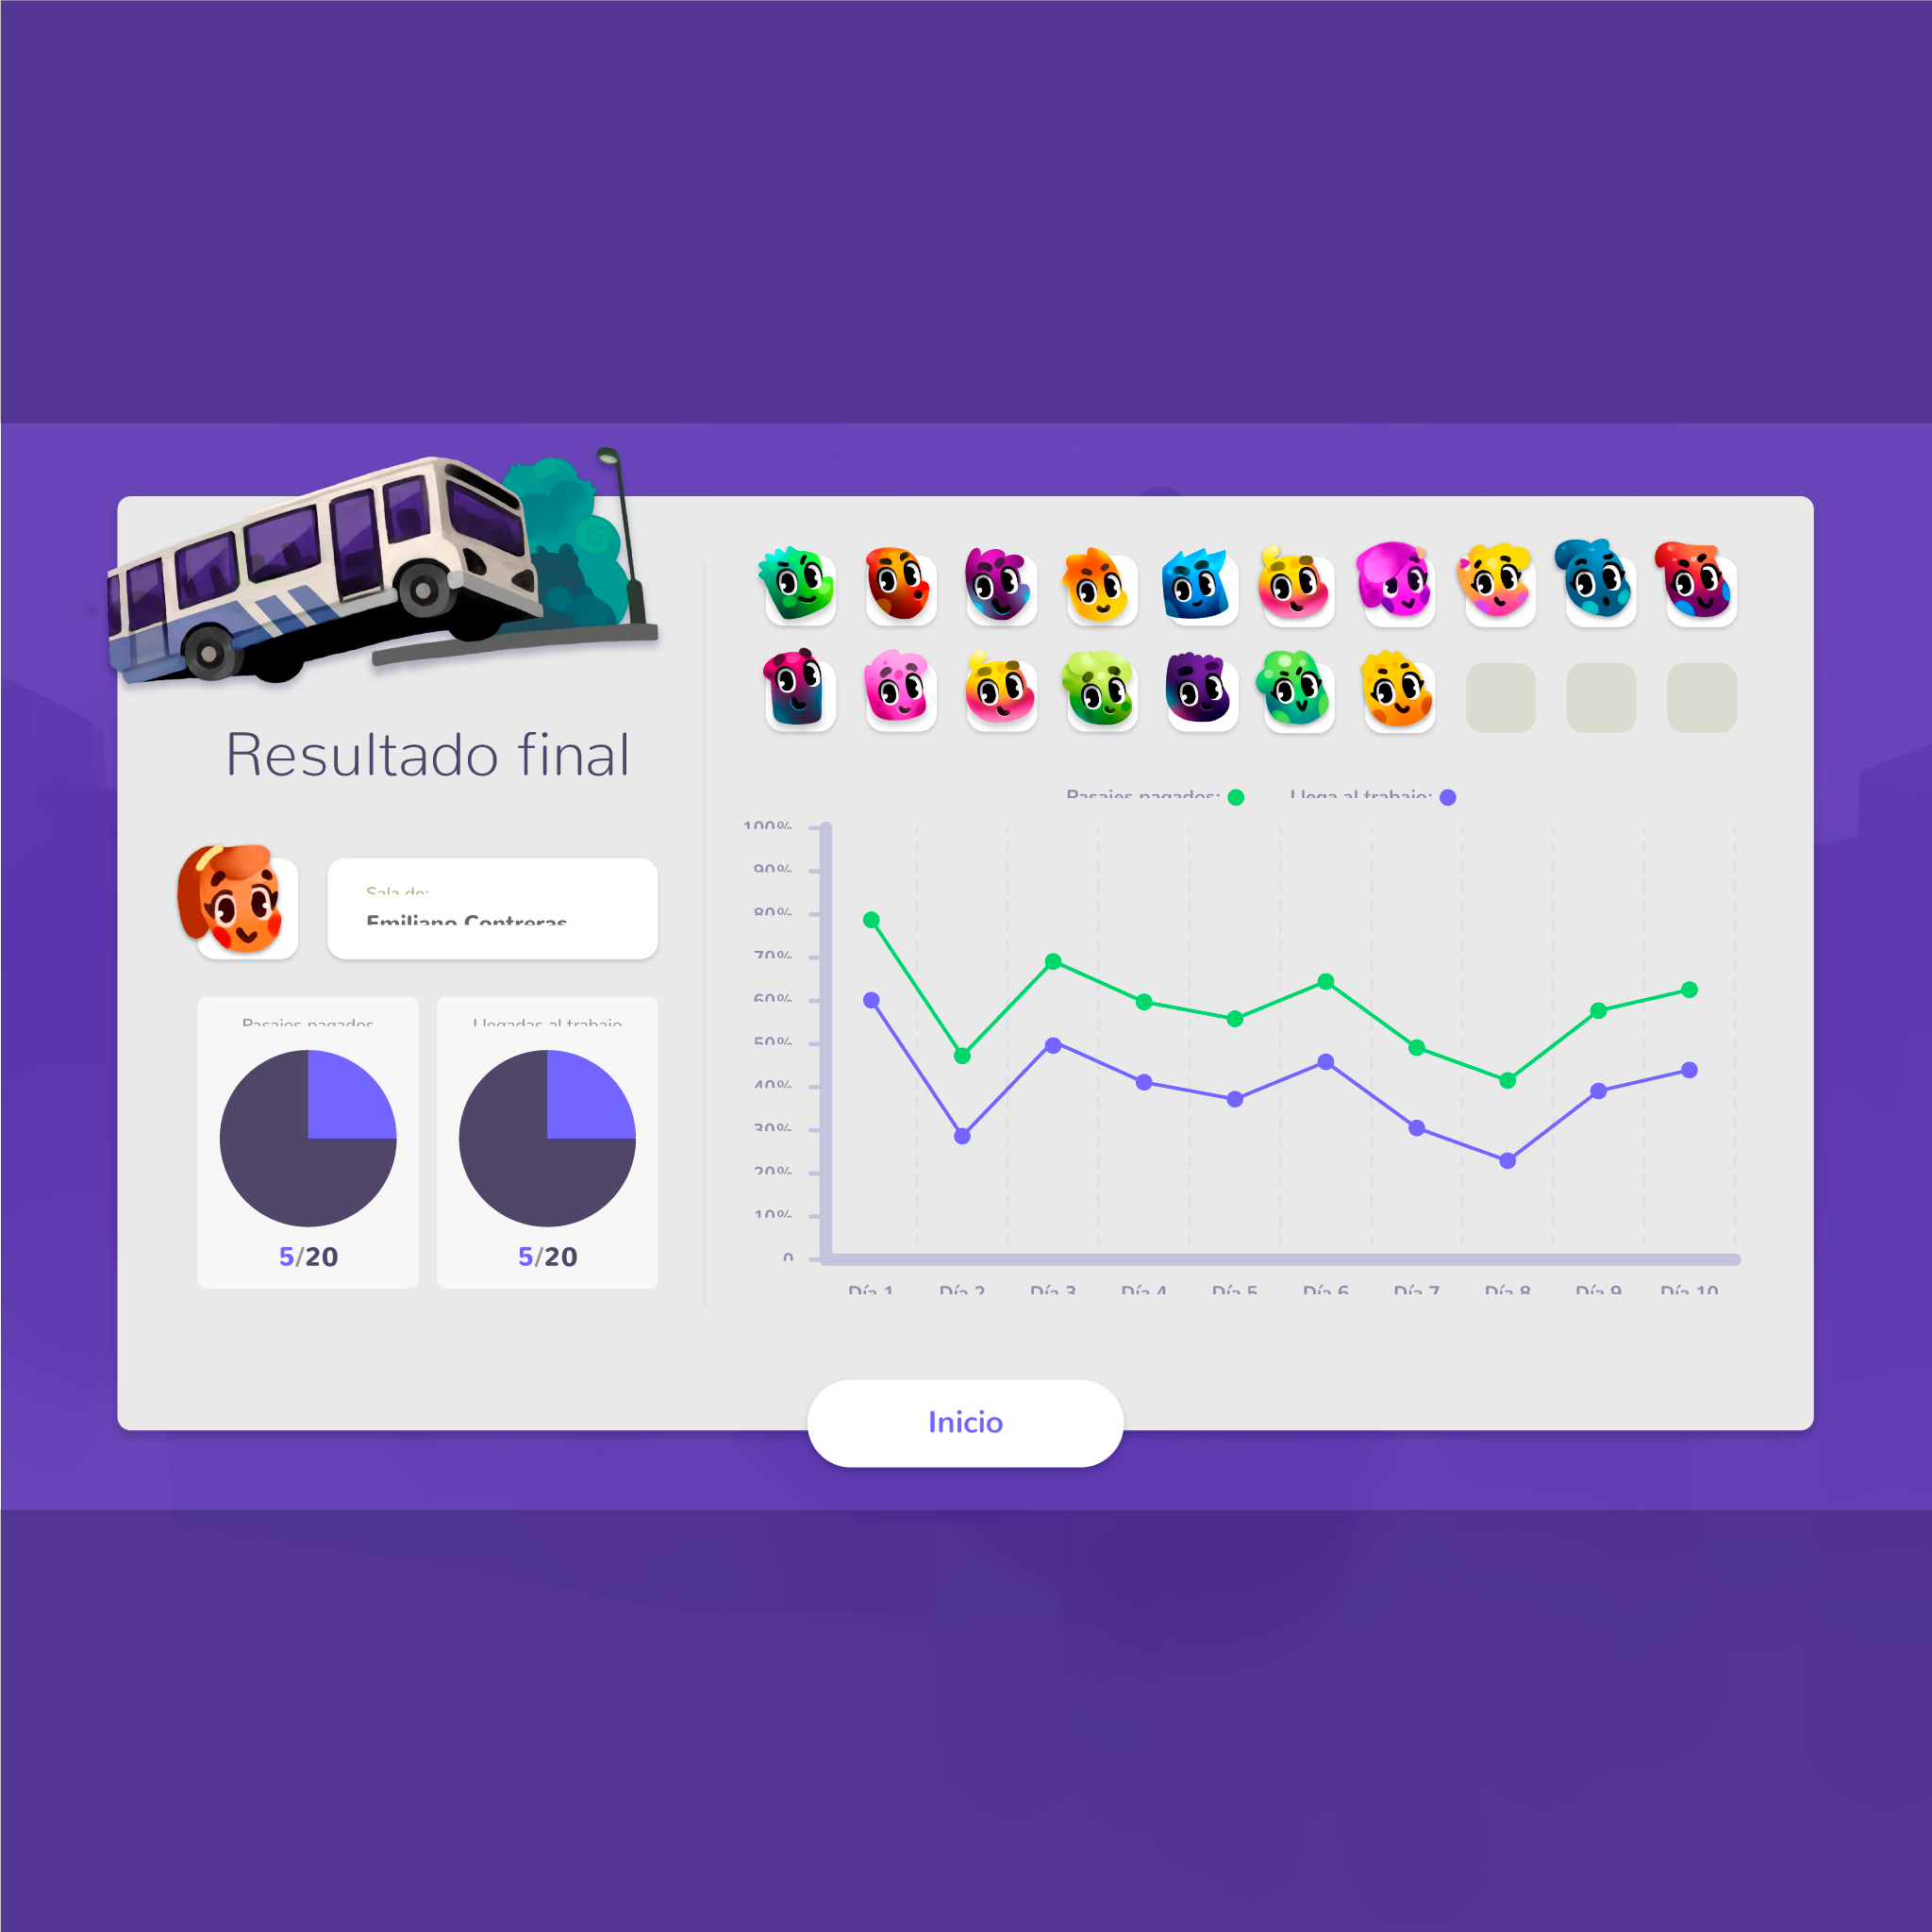 Resultado final
Sala de:
Emiliano Contreras
Pasajes pagados
Llegadas al trabajo
5/20
5/20
Pasajes pagados:
Llega al trabajo:
100%
90%
80%
70%
60%
50%
40%
30%
20%
10%
0
Día 1
Día 2
Día 3
Día 4
Día 5
Día 6
Día 7
Día 8
Día 9
Día 10
Inicio